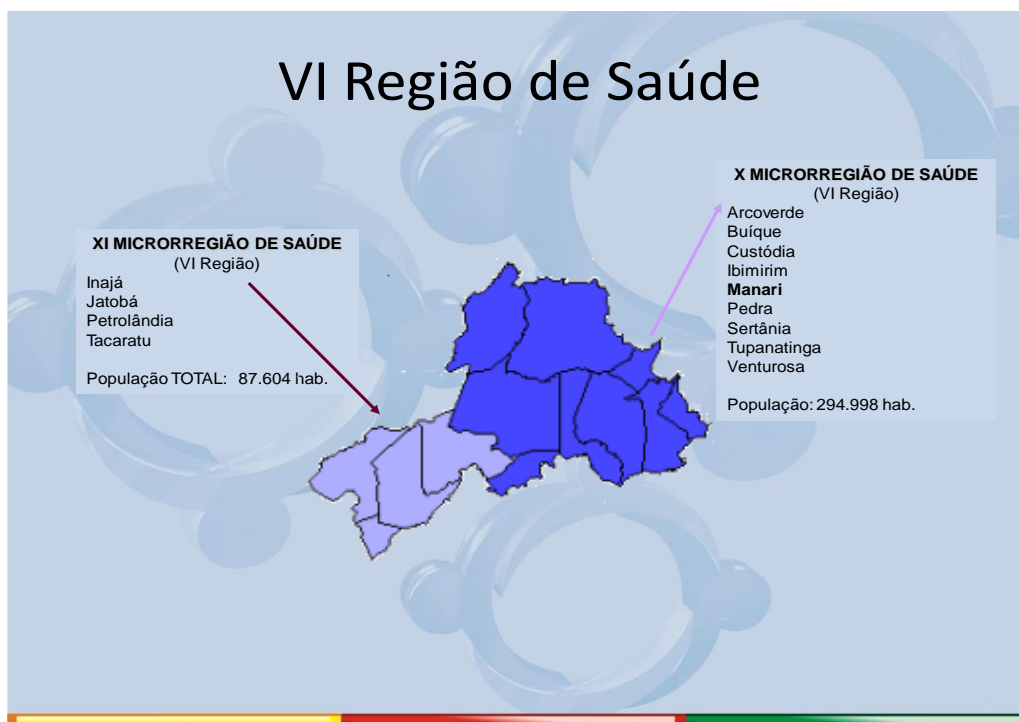 VI Região de Saúde
XI MICRORREGIÃO DE SAÚDE
(VI Região)
Inajá
Jatobá
Petrolândia
Tacaratu
População TOTAL: 87.604 hab.
X MICRORREGIÃO DE SAÚDE
(VI Região)
Arcoverde
Buíque
Custódia
Ibimirim
Manari
Pedra
Sertânia
Tupanatinga
Venturosa
População: 294.998 hab.